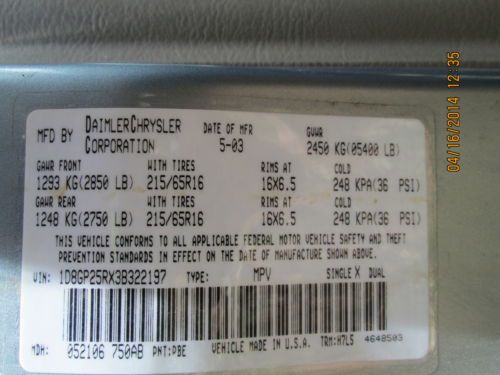 MFD BY DAIMLERCHRYSLER CORPORATION DATE OF MFR 5-03 GVWR 2450 KG(05400 LB)
GAWR FRONT WITH TIRES RIMS AT COLD
1293 KG(2850 LB) 215/65R16 16X6.5 248 KPA(36 PSI)
GAWR REAR WITH TIRES RIMS AT COLD
1248 KG(2750 LB) 215/65R16 16X6.5 248 KPA(36 PSI)
THIS VEHICLE CONFORMS TO ALL APPLICABLE FEDERAL MOTOR VEHICLE SAFETY AND THEFT
PREVENTION STANDARDS IN EFFECT ON THE DATE OF MANUFACTURE SHOWN ABOVE.
VIN: 1D8GP25RX3B322197 TYPE: MPV SINGLE X DUAL
MDH: 052106 750AB PNT:PBE VEHICLE MADE IN U.S.A. TRM:H7L5 4648503
04/16/2014 12:35